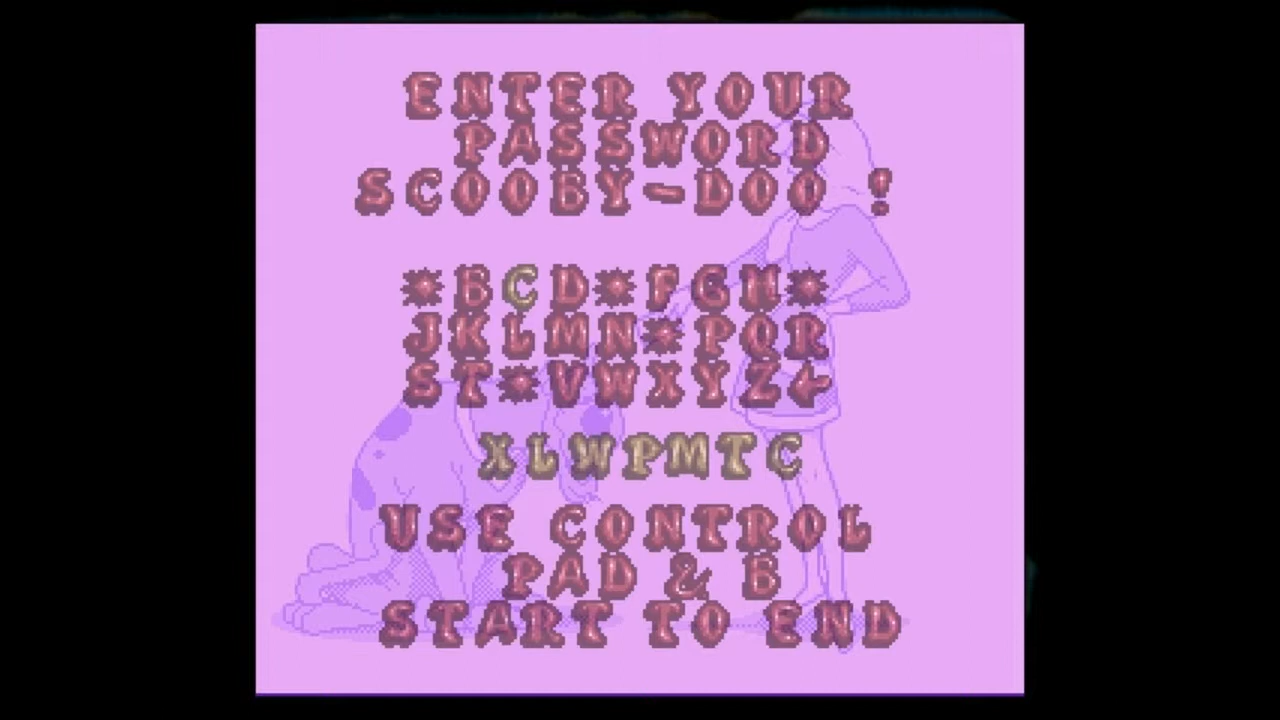 ENTER YOUR
PASSWORD
SCOOBY-DOO !
*BCD*FGH*
JKLMN*PQR
ST*VWXYZ←
XLWPMTC
USE CONTROL
PAD & B
START TO END